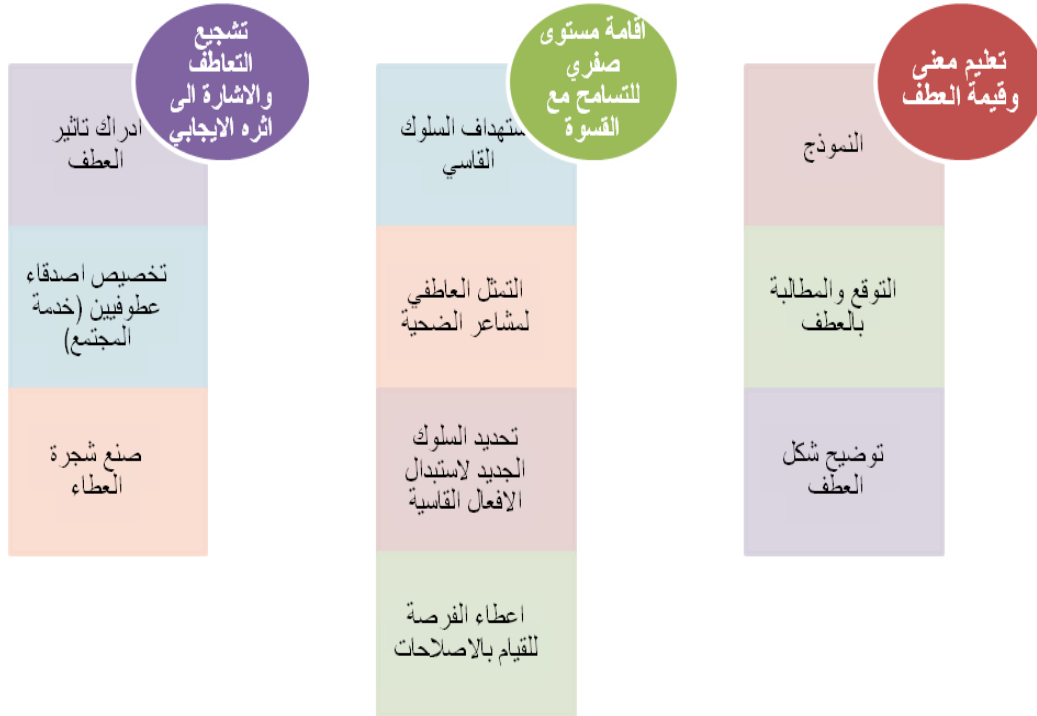 تعليم معنى
وقيمة العطف
النموذج
التوقع والمطالبة
بالعطف
توضيح شكل
العطف
اقامة مستوى
صفري
للتسامح مع
القسوة
ستهداف السلوك
القاسي
التمثل العاطفي
لمشاعر الضحية
تحديد السلوك
الجديد لاستبدال
الافعال القاسية
اعطاء الفرصة
للقيام بالاصلاحات
تشجيع
التعاطف
والاشارة الى
اثره الايجابي
ادراك تاثير
العطف
تخصيص اصدقاء
عطوفيين (خدمة
المجتمع)
صنع شجرة
العطاء